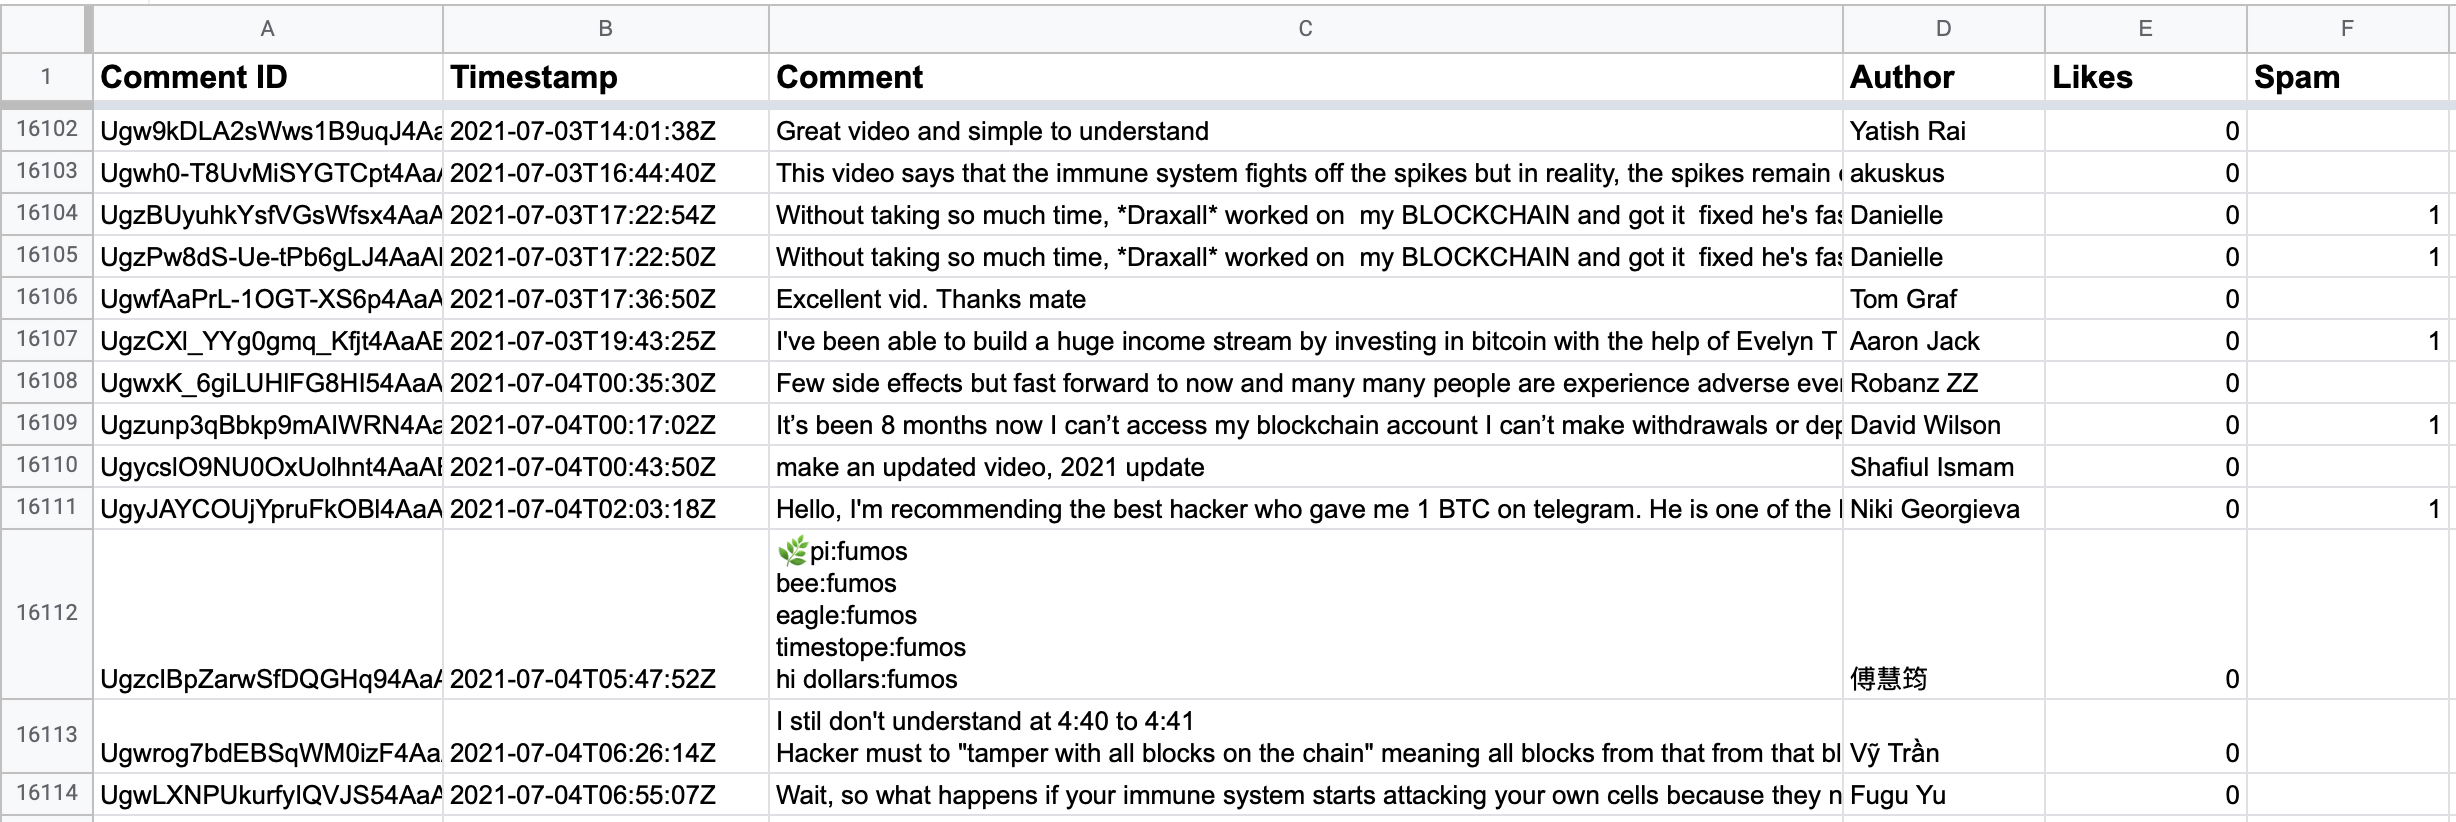 A B C D E F
1 Comment ID Timestamp Comment Author Likes Spam
16102 Ugw9kDLA2sWws1B9uqJ4Aa 2021-07-03T14:01:38Z Great video and simple to understand Yatish Rai 0
16103 Ugwh0-T8UvMiSYGTCpt4Aa 2021-07-03T16:44:40Z This video says that the immune system fights off the spikes but in reality, the spikes remain akuskus 0
16104 UgzBUyuhkYsfVGsWfsx4AaA 2021-07-03T17:22:54Z Without taking so much time, *Draxall* worked on my BLOCKCHAIN and got it fixed he's fas Danielle 0 1
16105 UgzPw8dS-Ue-tPb6gLJ4AaA 2021-07-03T17:22:50Z Without taking so much time, *Draxall* worked on my BLOCKCHAIN and got it fixed he's fas Danielle 0 1
16106 UgwfAaPrL-1OGT-XS6p4AaA 2021-07-03T17:36:50Z Excellent vid. Thanks mate Tom Graf 0
16107 UgzCXl_YYg0gmq_Kfjt4AaAE 2021-07-03T19:43:25Z I've been able to build a huge income stream by investing in bitcoin with the help of Evelyn T Aaron Jack 0 1
16108 UgwxK_6giLUHlFG8HI54AaA 2021-07-04T00:35:30Z Few side effects but fast forward to now and many many people are experience adverse eve Robanz ZZ 0
16109 Ugzunp3qBbkp9mAIWRN4Aa 2021-07-04T00:17:02Z It’s been 8 months now I can’t access my blockchain account I can’t make withdrawals or dep David Wilson 0 1
16110 UgycslO9NU0OxUolhnt4AaA 2021-07-04T00:43:50Z make an updated video, 2021 update Shafiul Ismam 0
16111 UgyJAYCOUjYpruFkOBl4AaA 2021-07-04T02:03:18Z Hello, I'm recommending the best hacker who gave me 1 BTC on telegram. He is one of the Niki Georgieva 0 1
🌿pi:fumos
bee:fumos
eagle:fumos
timestope:fumos
16112 UgzclBpZarwSfDQGHq94AaA 2021-07-04T05:47:52Z hi dollars:fumos 傅慧筠 0
I stil don't understand at 4:40 to 4:41
16113 Ugwrog7bdEBSqWM0izF4Aa 2021-07-04T06:26:14Z Hacker must to "tamper with all blocks on the chain" meaning all blocks from that from that bl Vỹ Trần 0
16114 UgwLXNPUkurfylQVJS54AaA 2021-07-04T06:55:07Z Wait, so what happens if your immune system starts attacking your own cells because they n Fugu Yu 0